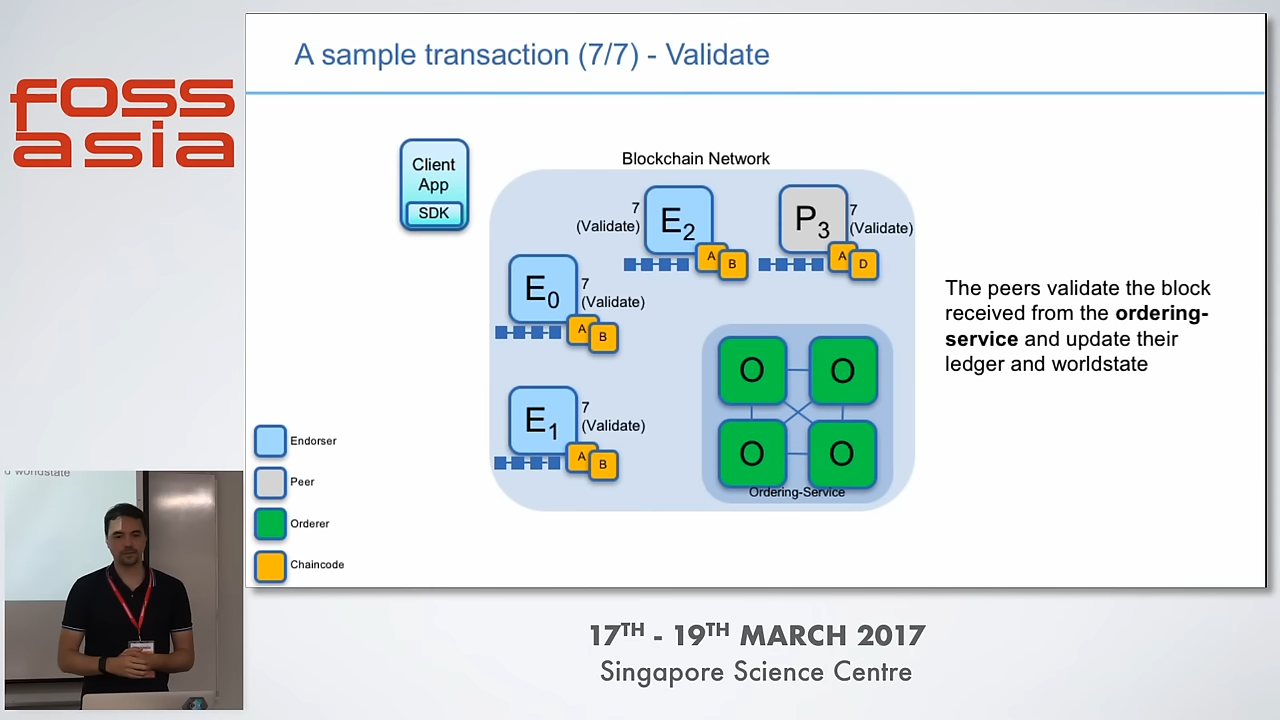 foss
asia
A sample transaction (7/7) - Validate
Client
App
SDK
Blockchain Network
7
(Validate)
E2
A
B
P3
7
(Validate)
A
D
E0
7
(Validate)
A
B
E1
7
(Validate)
A
B
O
O
O
O
Ordering-Service
The peers validate the block
received from the ordering-
service and update their
ledger and worldstate
Endorser
Peer
Orderer
Chaincode
worldstate
17TH - 19TH MARCH 2017
Singapore Science Centre